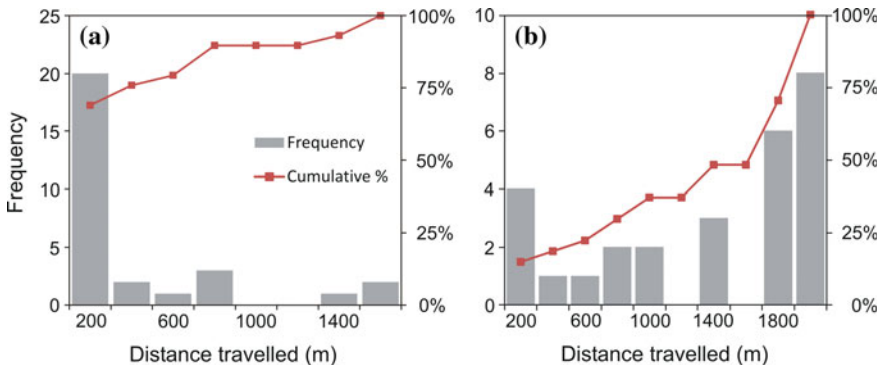 (a)
Frequency
25
20
15
10
5
0
100%
75%
50%
25%
0%
Frequency
Cumulative %
200 600 1000 1400
Distance travelled (m)
(b)
10
8
6
4
2
0
100%
75%
50%
25%
0%
200 600 1000 1400 1800
Distance travelled (m)